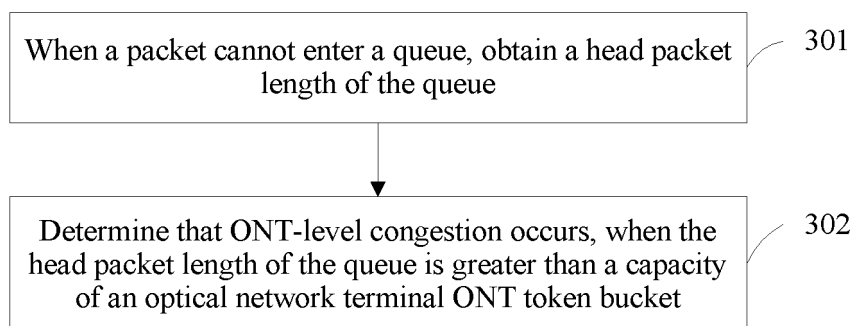 When a packet cannot enter a queue, obtain a head packet
length of the queue
301
Determine that ONT-level congestion occurs, when the
head packet length of the queue is greater than a capacity
of an optical network terminal ONT token bucket
302